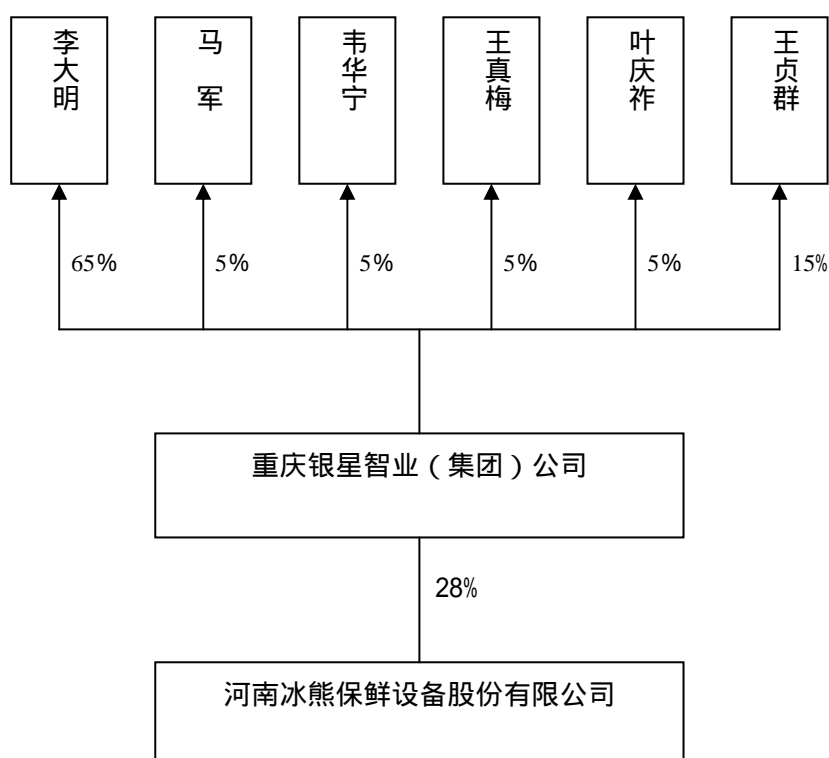 李大明
马 军
韦华宁
王真梅
叶庆祚
王贞群
65%
5%
5%
5%
5%
15%
重庆银星智业（集团）公司
28%
河南冰熊保鲜设备股份有限公司